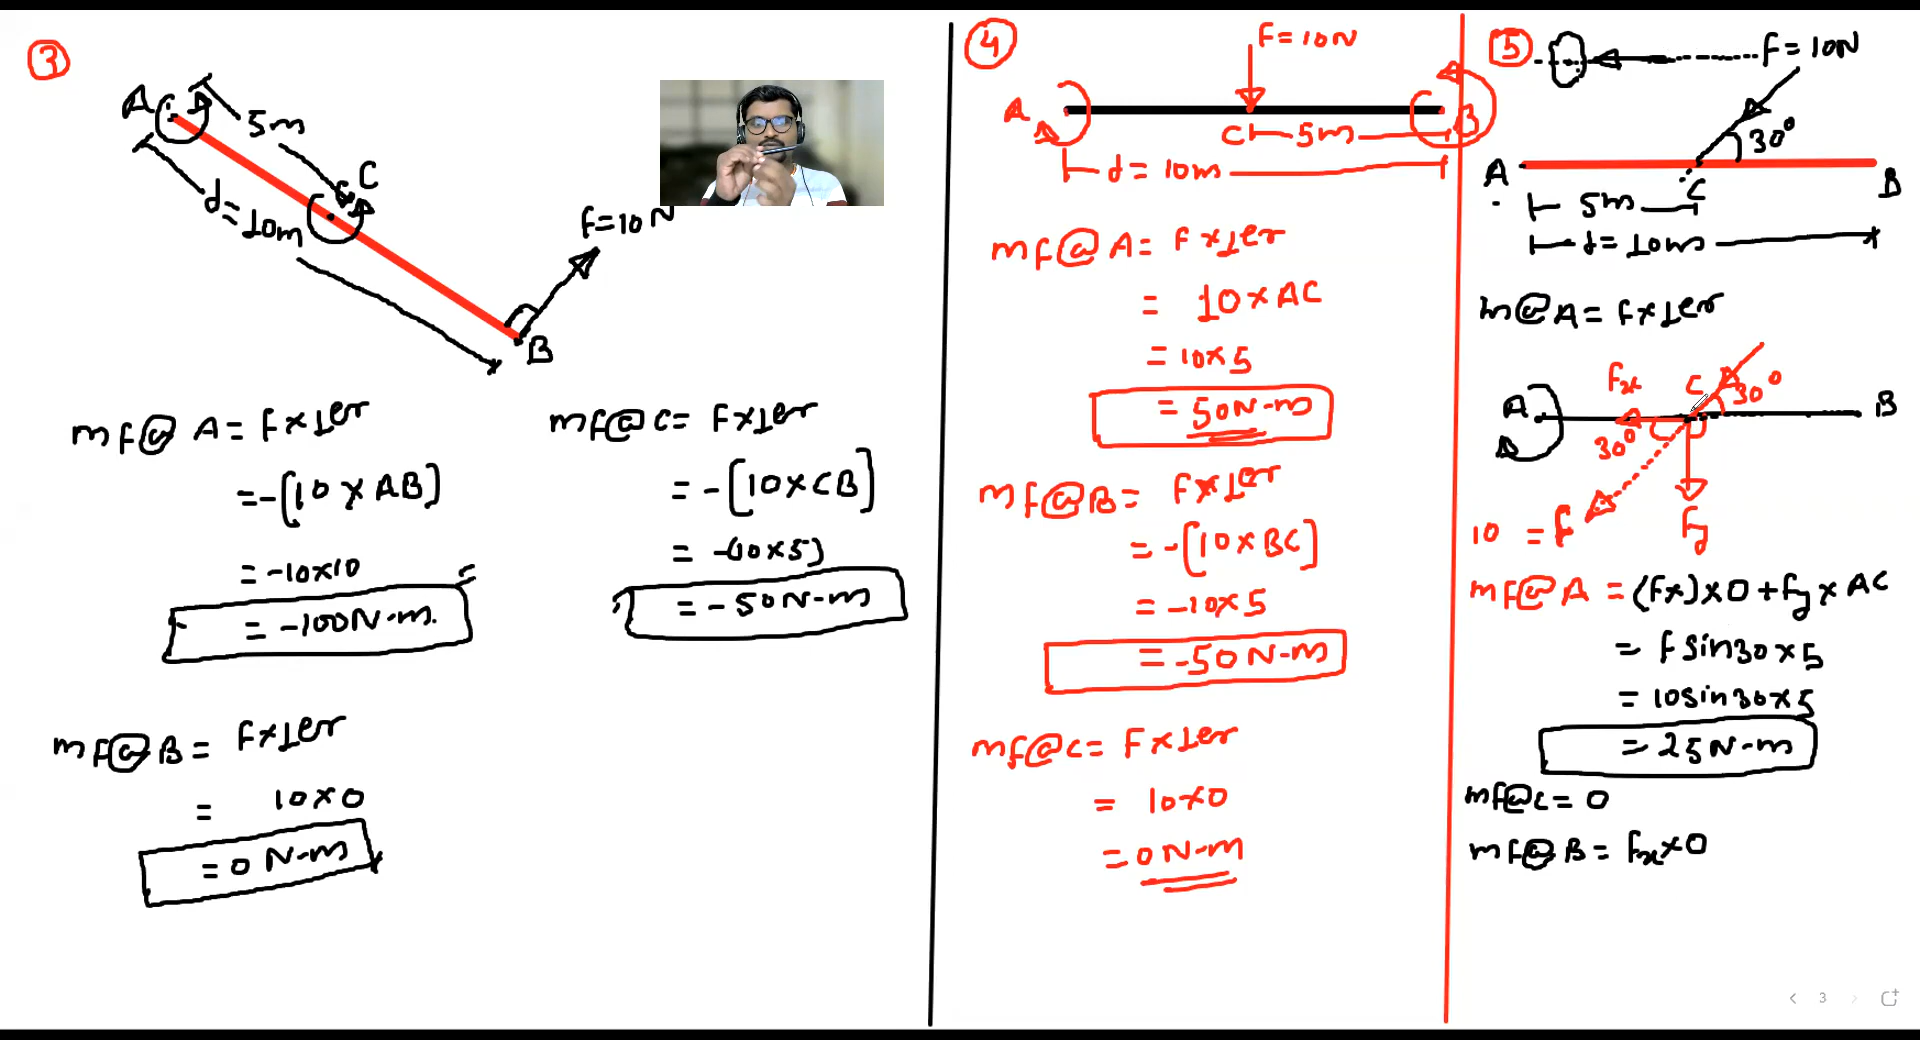 3
A
5m
C
d=10m
F=10N
B
mf@ A = F×⊥er
=-[10 × AB]
= -10×10
= -100N-m.
mf@B = F×⊥er
= 10×0
= 0 N-m
mf@C= F×⊥er
= -[10×CB]
= -(10×5)
= -50N-m
4
F=10N
A
B
C 5m
d=10m
mf@A= F×⊥er
= 10×AC
= 10×5
= 50N-m
mf@B= F×⊥er
= -[10×BC]
= -10×5
= -50N-m
mf@C= F×⊥er
= 10×0
= 0N-m
5
F=10N
30°
A
C
B
5m
d=10m
m@A= F×⊥er
Fx
C
30°
A
B
30°
10 = F
Fy
mf@A = (Fx)×0+Fy×AC
= Fsin30×5
= 10sin30×5
= 25N-m
mf@C= 0
mf@B= Fx×0
3